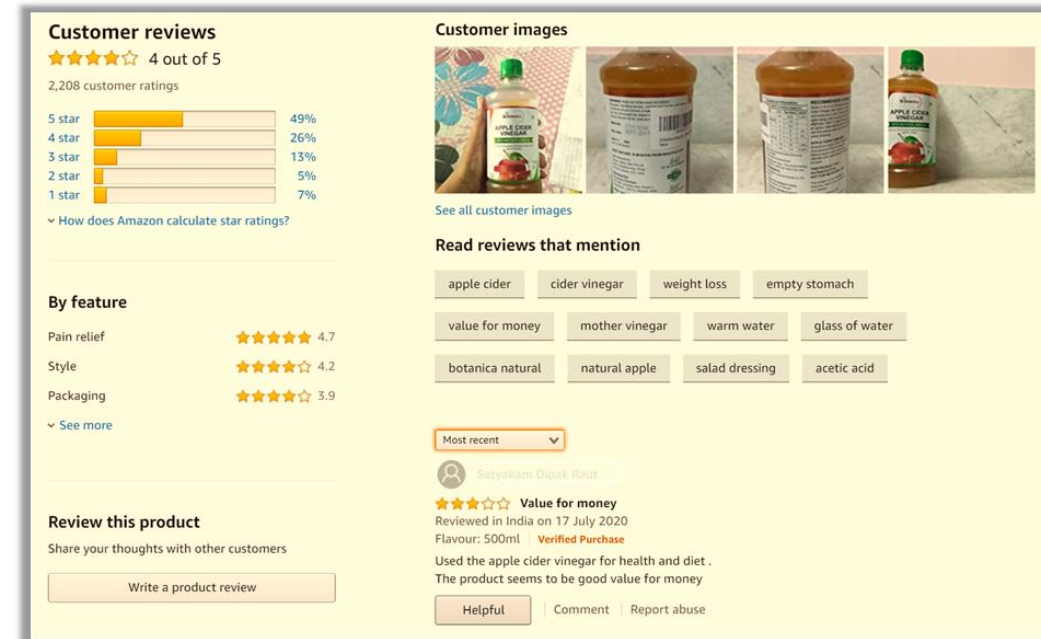 Customer reviews
4 out of 5
2,208 customer ratings
5 star 49%
4 star 26%
3 star 13%
2 star 5%
1 star 7%
How does Amazon calculate star ratings?
By feature
Pain relief 4.7
Style 4.2
Packaging 3.9
See more
Review this product
Share your thoughts with other customers
Write a product review
Customer images
APPLE CIDER
VINEGAR
APPLE CIDER
VINEGAR
See all customer images
Read reviews that mention
apple cider cider vinegar weight loss empty stomach
value for money mother vinegar warm water glass of water
botanica natural natural apple salad dressing acetic acid
Most recent
Satyakam Dipak Raut
Value for money
Reviewed in India on 17 July 2020
Flavour: 500ml Verified Purchase
Used the apple cider vinegar for health and diet .
The product seems to be good value for money
Helpful Comment Report abuse